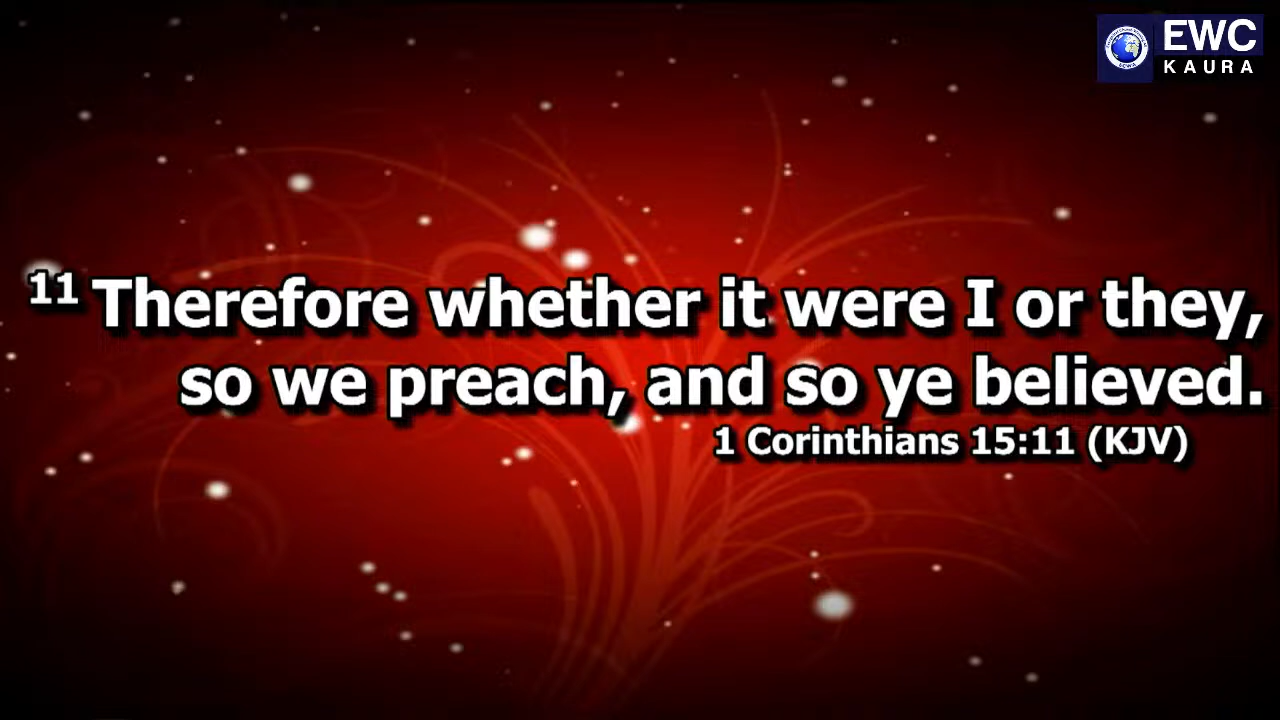 EWC
KAURA
11 Therefore whether it were I or they,
so we preach, and so ye believed.
1 Corinthians 15:11 (KJV)